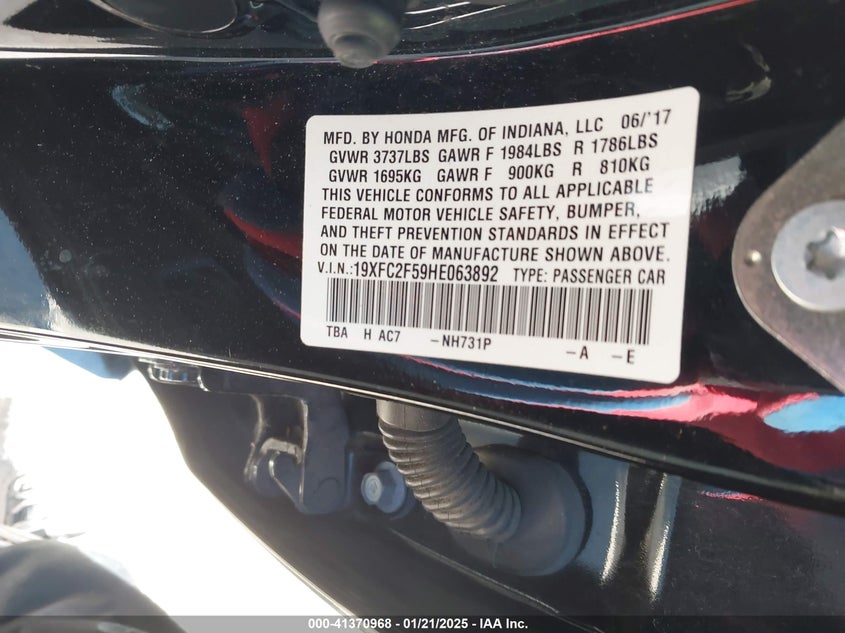 MFD. BY HONDA MFG. OF INDIANA, LLC 06/'17
GVWR 3737LBS GAWR F 1984LBS R 1786LBS
GVWR 1695KG GAWR F 900KG R 810KG
THIS VEHICLE CONFORMS TO ALL APPLICABLE
FEDERAL MOTOR VEHICLE SAFETY, BUMPER,
AND THEFT PREVENTION STANDARDS IN EFFECT
ON THE DATE OF MANUFACTURE SHOWN ABOVE.
V.I.N.:19XFC2F59HE063892 TYPE: PASSENGER CAR
TBA H AC7 –NH731P –A –E
000-41370968 - 01/21/2025 - IAA Inc.